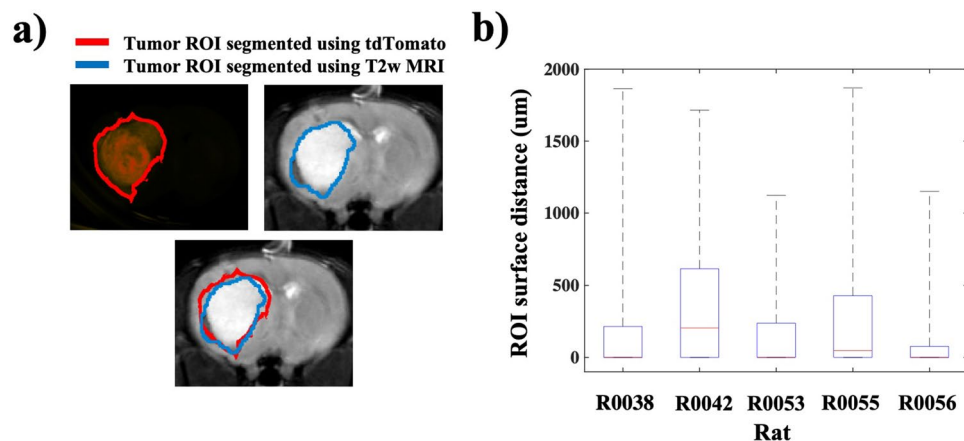 a)
Tumor ROI segmented using tdTomato
Tumor ROI segmented using T2w MRI
b)
ROI surface distance (um)
2000
1500
1000
500
0
R0038 R0042 R0053 R0055 R0056
Rat